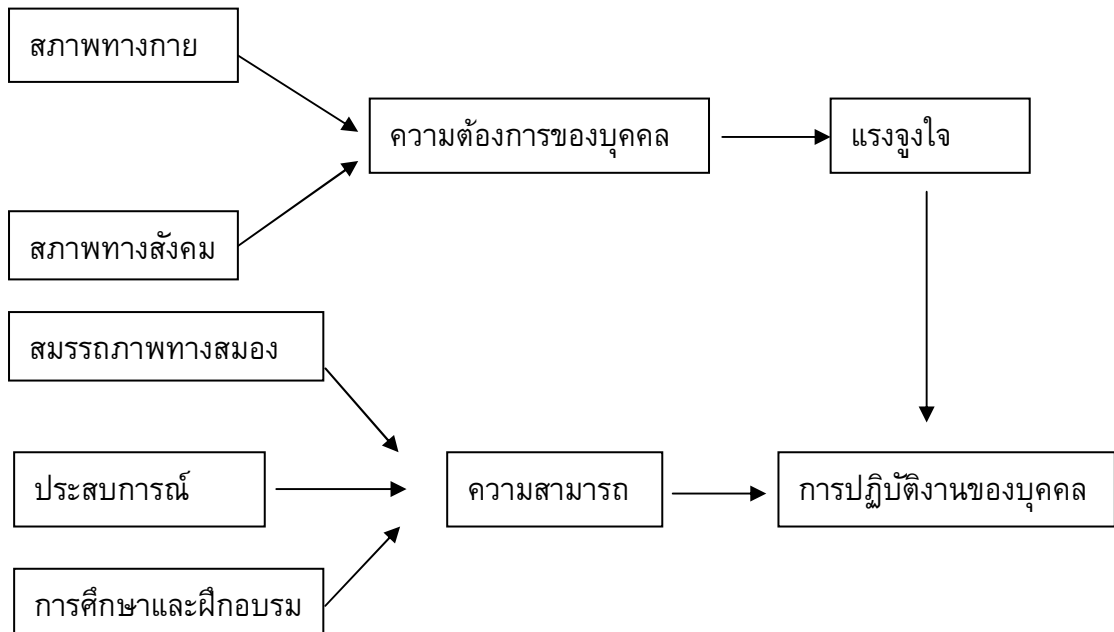 สภาพทางกาย
ความต้องการของบุคคล
แรงจูงใจ
สภาพทางสังคม
สมรรถภาพทางสมอง
ประสบการณ์
ความสามารถ
การปฏิบัติงานของบุคคล
การศึกษาและฝึกอบรม